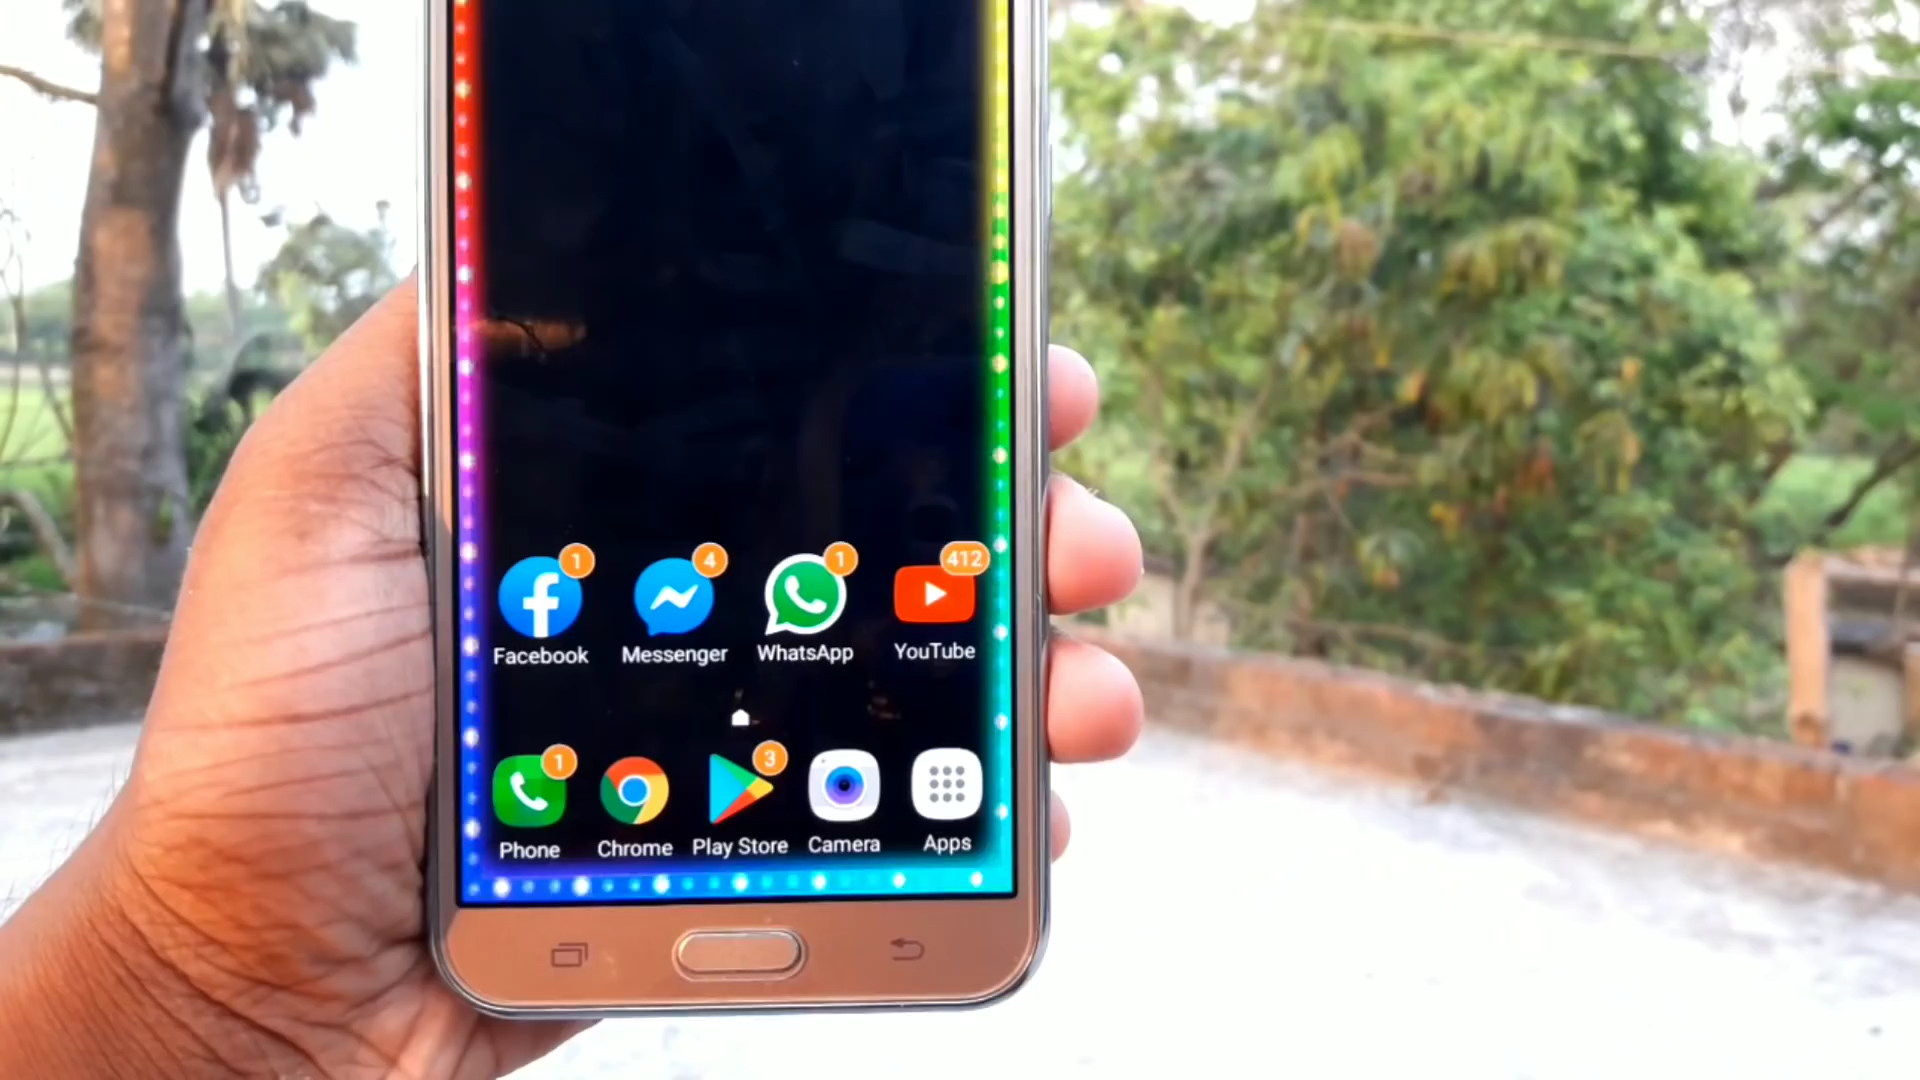 1 4 1 412
Facebook Messenger WhatsApp YouTube
1 3
Phone Chrome Play Store Camera Apps